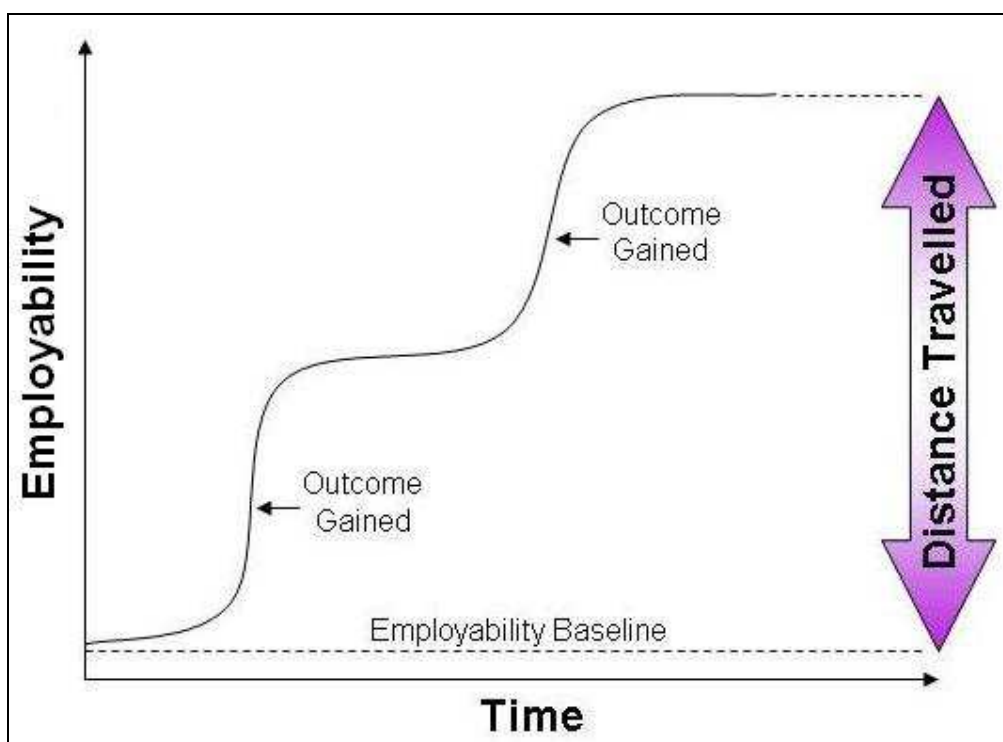 Employability
Outcome
Gained
Outcome
Gained
Employability Baseline
Distance Travelled
Time